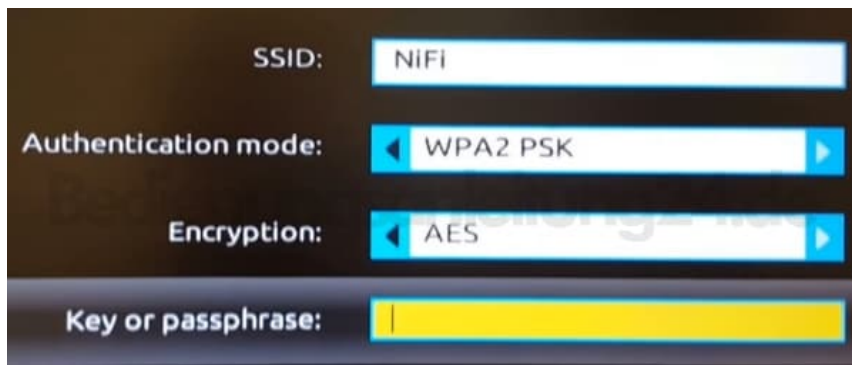 SSID: NiFi
Authentication mode: WPA2 PSK
Encryption: AES
Key or passphrase: